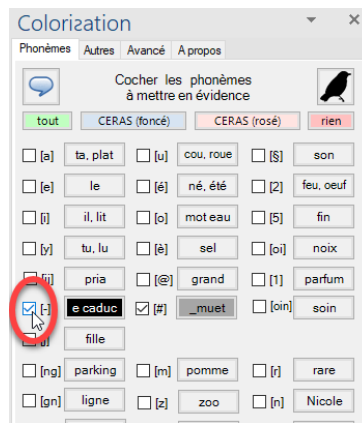 Colorization
Phonèmes Autres Avancé A propos
Cocher les phonèmes
à mettre en évidence
tout CERAS (foncé) CERAS (rosé) rien
[a] ta, plat [u] cou, roue [§] son
[e] le [é] né, été [2] feu, oeuf
[i] il, lit [o] mot eau [5] fin
[y] tu, lu [è] sel [oi] noix
pria [@] grand [1] parfum
[-] e caduc [#] _muet [oin] soin
fille
[ng] parking [m] pomme [r] rare
[gn] ligne [z] zoo [n] Nicole